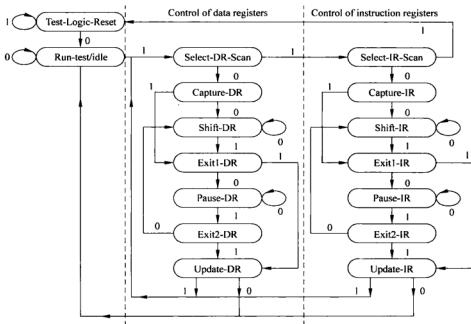 Control of data registers
Control of instruction registers
1
Test-Logic-Reset
1
0
0
Run-test/idle
1
Select-DR-Scan
1
Select-IR-Scan
0
0
1
Capture-DR
1
Capture-IR
0
0
Shift-DR
Shift-IR
1
0
1
0
Exit1-DR
1
Exit1-IR
1
0
0
Pause-DR
Pause-IR
1
0
1
0
0
Exit2-DR
0
Exit2-IR
1
1
Update-DR
Update-IR
1
0
1
0